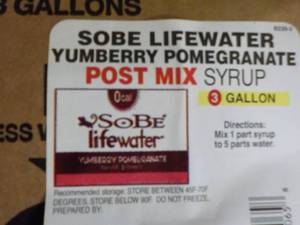 3 GALLONS
SOBE LIFEWATER
YUMBERRY POMEGRANATE
POST MIX SYRUP
3 GALLON
0cal
SoBe
lifewater
YUMBERRY POMEGRANATE
Directions:
Mix 1 part syrup
to 5 parts water.
Recommended storage: STORE BETWEEN 45F-70F
DEGREES, STORE BELOW 90F. DO NOT FREEZE.
PREPARED BY: